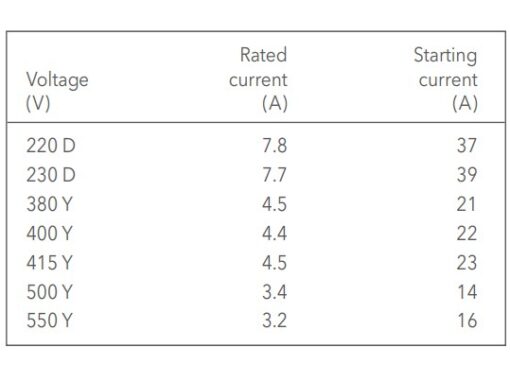 Voltage (V) Rated current (A) Starting current (A)
220 D 7.8 37
230 D 7.7 39
380 Y 4.5 21
400 Y 4.4 22
415 Y 4.5 23
500 Y 3.4 14
550 Y 3.2 16